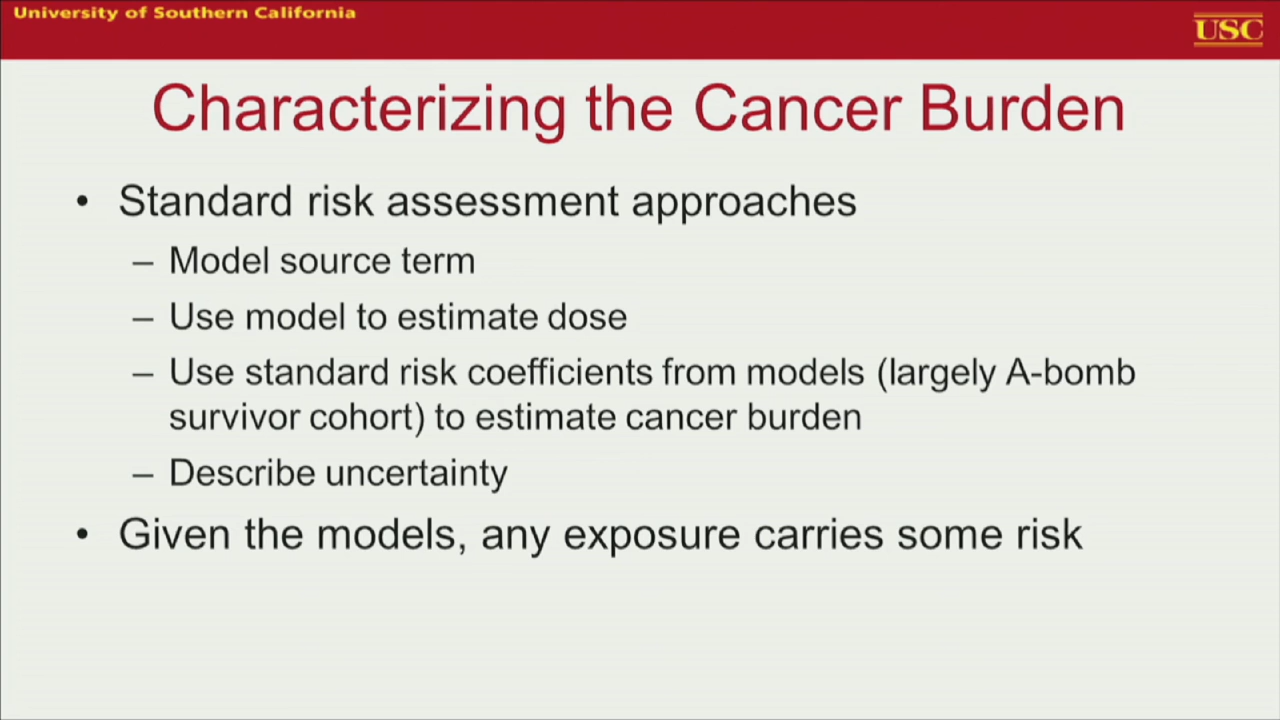 University of Southern California
USC
Characterizing the Cancer Burden
• Standard risk assessment approaches
– Model source term
– Use model to estimate dose
– Use standard risk coefficients from models (largely A-bomb
survivor cohort) to estimate cancer burden
– Describe uncertainty
• Given the models, any exposure carries some risk